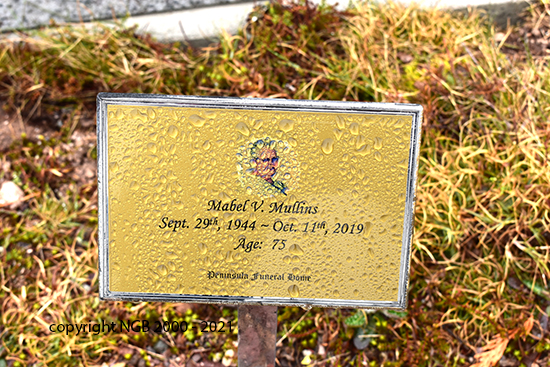 Mabel V. Mullins
Sept. 29th, 1944 ~ Oct. 11th, 2019
Age: 75
Peninsula Funeral Home
copyright NGB 2000 - 2021